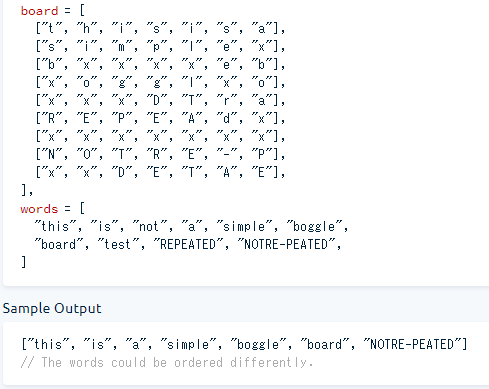 board = [
  ["t", "h", "i", "s", "i", "s", "a"],
  ["s", "i", "m", "p", "l", "e", "x"],
  ["b", "x", "x", "x", "x", "e", "b"],
  ["x", "o", "g", "g", "l", "x", "o"],
  ["x", "x", "x", "D", "T", "r", "a"],
  ["R", "E", "P", "E", "A", "d", "x"],
  ["x", "x", "x", "x", "x", "x", "x"],
  ["N", "O", "T", "R", "E", "-", "P"],
  ["x", "x", "D", "E", "T", "A", "E"],
],
words = [
  "this", "is", "not", "a", "simple", "boggle",
  "board", "test", "REPEATED", "NOTRE-PEATED",
]
Sample Output
["this", "is", "a", "simple", "boggle", "board", "NOTRE-PEATED"]
// The words could be ordered differently.